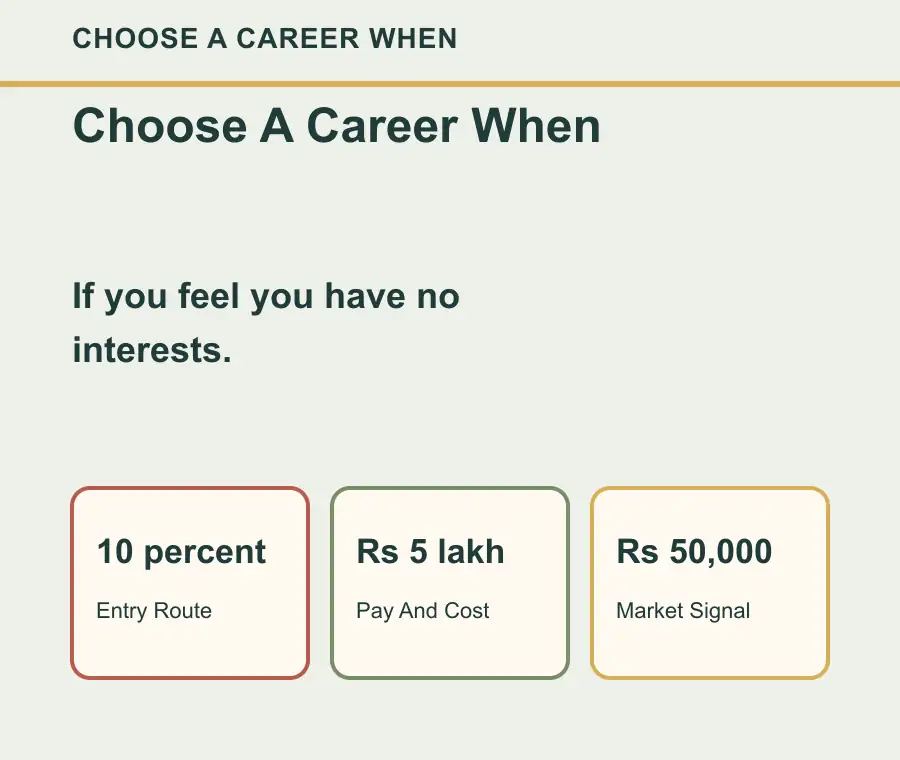 CHOOSE A CAREER WHEN
Choose A Career When
If you feel you have no
interests.
10 percent
Entry Route
Rs 5 lakh
Pay And Cost
Rs 50,000
Market Signal